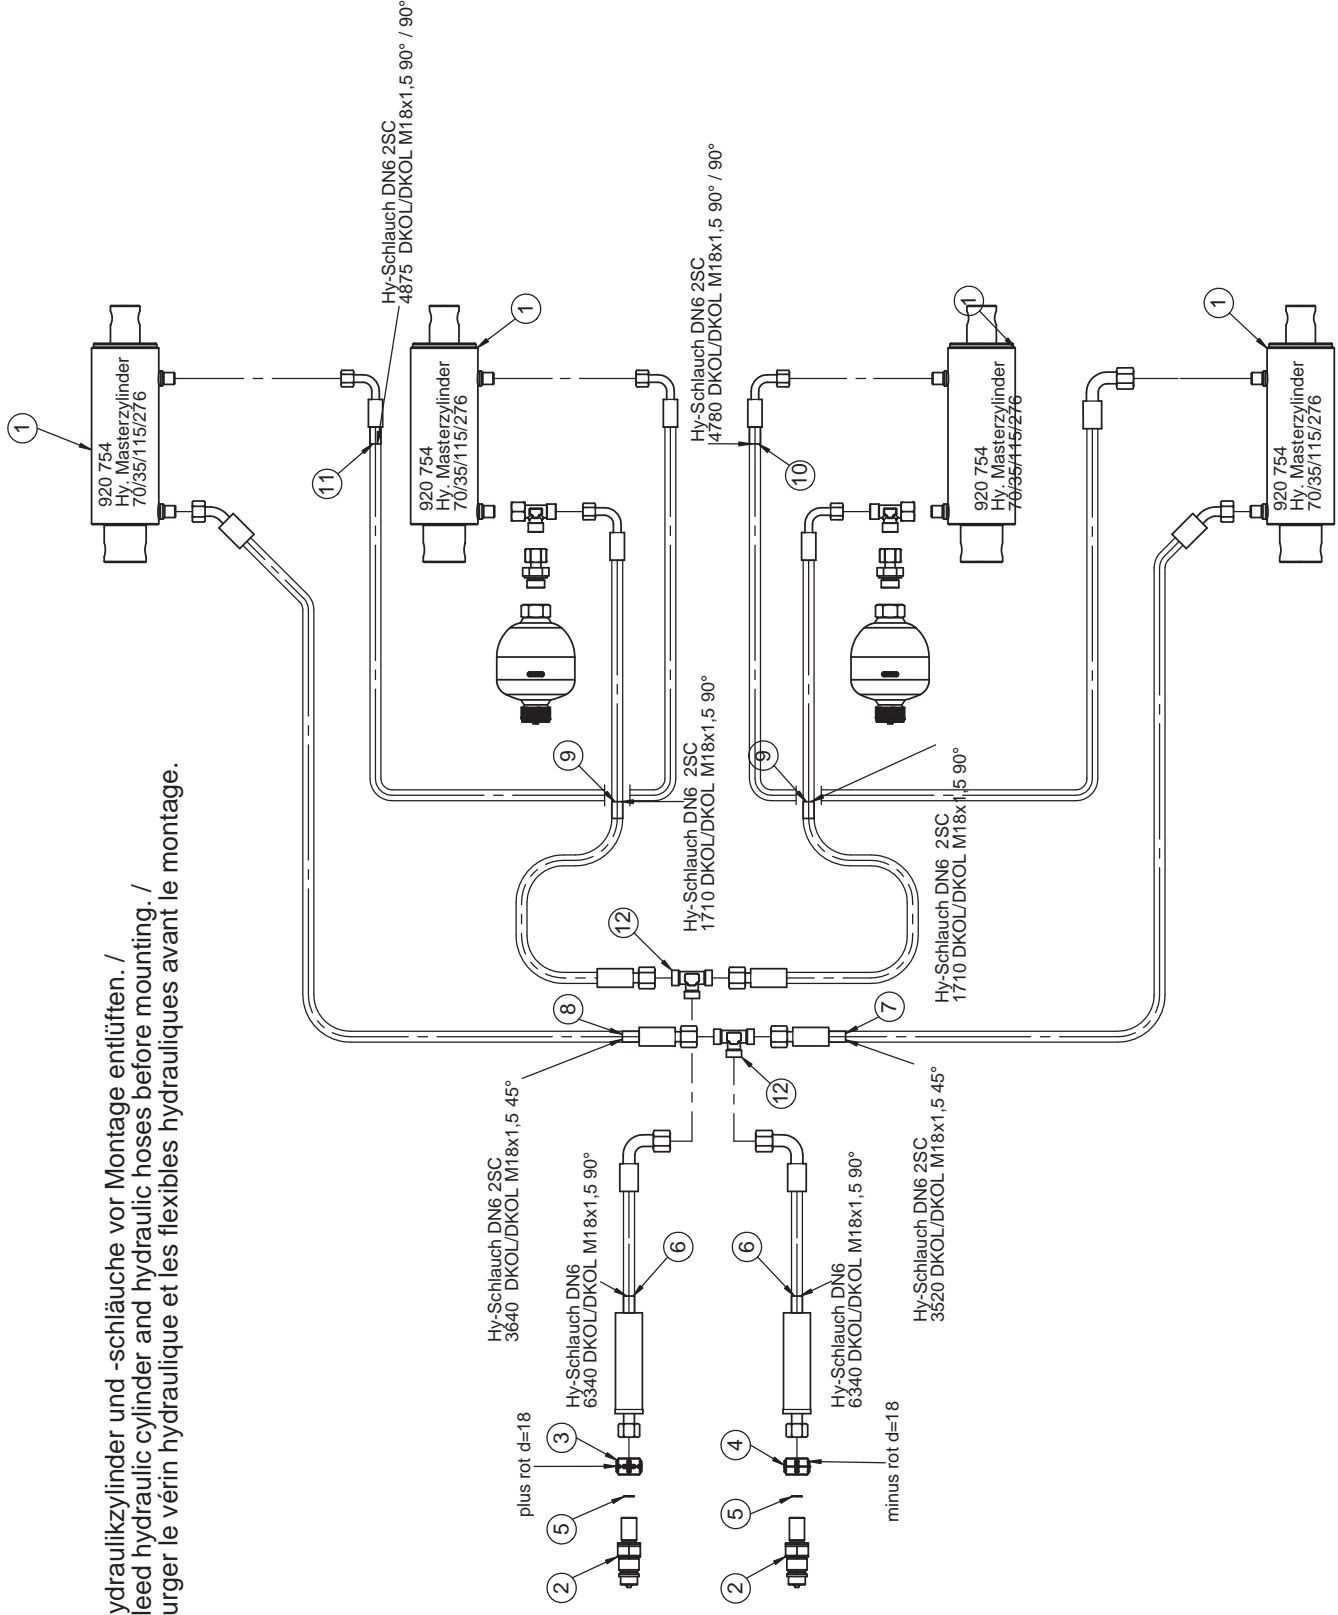 ydraulikzylinder und -schläuche vor Montage entlüften. /
leed hydraulic cylinder and hydraulic hoses before mounting. /
urger le vérin hydraulique et les flexibles hydrauliques avant le montage.
1
920 754
Hy. Masterzylinder
70/35/115/276
11
Hy-Schlauch DN6 2SC
4875 DKOL/DKOL M18x1,5 90° / 90°
1
920 754
Hy. Masterzylinder
70/35/115/276
10
Hy-Schlauch DN6 2SC
4780 DKOL/DKOL M18x1,5 90° / 90°
1
920 754
Hy. Masterzylinder
70/35/115/276
1
920 754
Hy. Masterzylinder
70/35/115/276
9
Hy-Schlauch DN6 2SC
1710 DKOL/DKOL M18x1,5 90°
9
Hy-Schlauch DN6 2SC
1710 DKOL/DKOL M18x1,5 90°
12
8
Hy-Schlauch DN6 2SC
3640 DKOL/DKOL M18x1,5 45°
12
7
Hy-Schlauch DN6 2SC
3520 DKOL/DKOL M18x1,5 45°
6
Hy-Schlauch DN6
6340 DKOL/DKOL M18x1,5 90°
6
Hy-Schlauch DN6
6340 DKOL/DKOL M18x1,5 90°
plus rot d=18
3
5
2
4
minus rot d=18
5
2